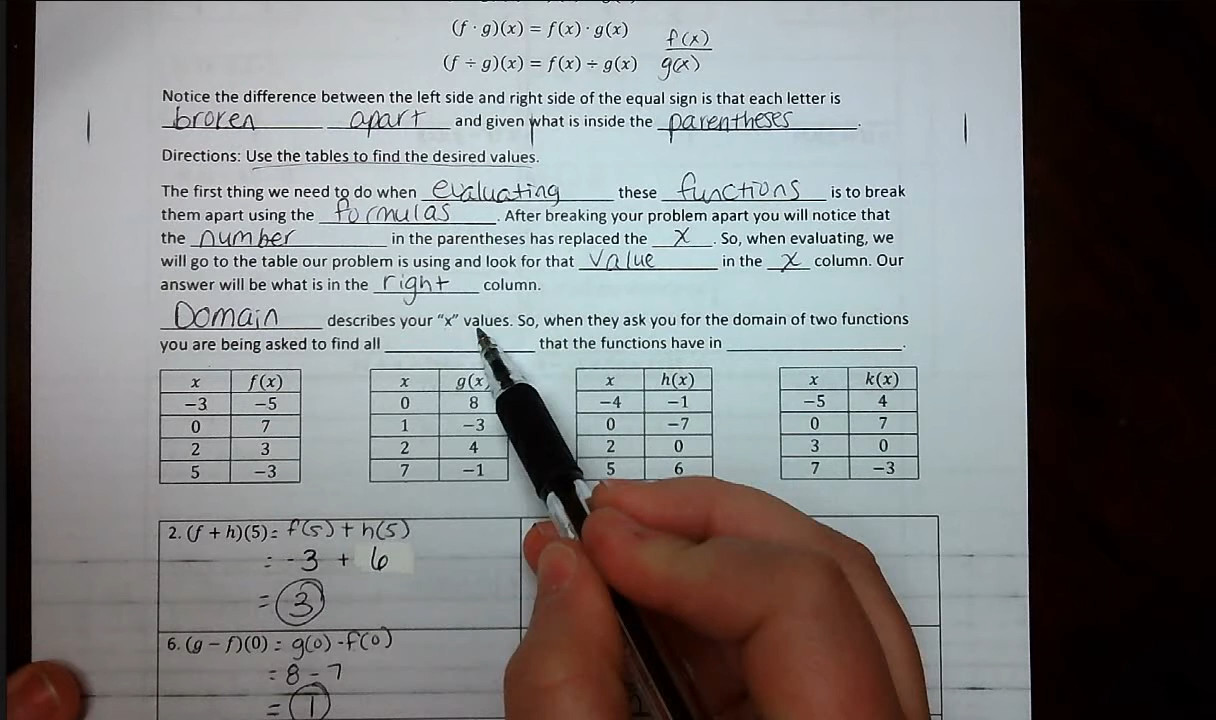 (f · g)(x) = f(x) · g(x)
(f ÷ g)(x) = f(x) ÷ g(x) f(x)/g(x)
Notice the difference between the left side and right side of the equal sign is that each letter is
broken apart and given what is inside the parentheses.
Directions: Use the tables to find the desired values.
The first thing we need to do when evaluating these functions is to break
them apart using the formulas. After breaking your problem apart you will notice that
the number in the parentheses has replaced the x. So, when evaluating, we
will go to the table our problem is using and look for that value in the x column. Our
answer will be what is in the right column.
Domain describes your “x” values. So, when they ask you for the domain of two functions
you are being asked to find all ____________ that the functions have in ____________.
x f(x) x g(x) x h(x) x k(x)
−3 −5 0 8 −4 −1 −5 4
0 7 1 −3 0 −7 0 7
2 3 2 4 2 0 3 0
5 −3 7 −1 5 6 7 −3
2. (f + h)(5) = f(5) + h(5)
= -3 + 6
= 3
6. (g − f)(0) = g(0) - f(0)
= 8 - 7
= 1